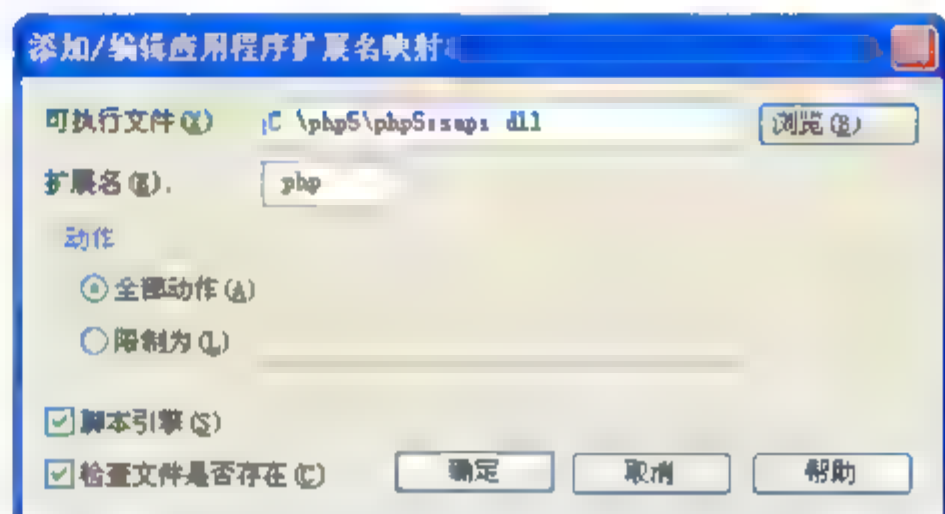 添加/编辑应用程序扩展名映射
可执行文件(X) C \php5\php5isapi dll 浏览(R)
扩展名(E). php
动作
全部动作(A)
限制为(L)
脚本引擎(S)
检查文件是否存在(C) 确定 取消 帮助